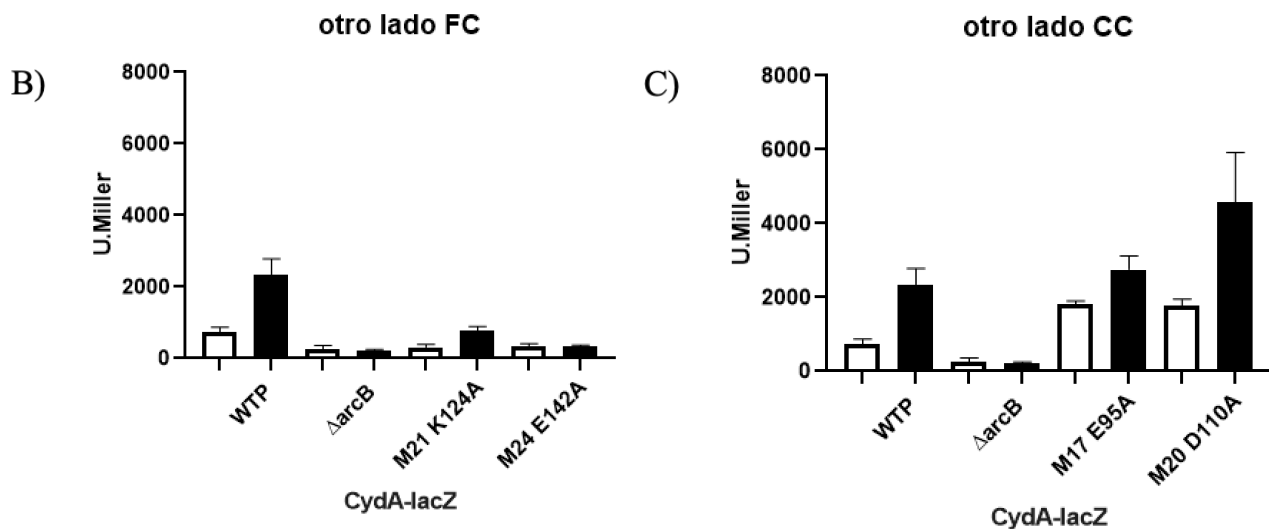 otro lado FC
B)
8000
6000
4000
2000
0
U.Miller
WTP
ΔarcB
M21 K124A
M24 E142A
CydA-lacZ
otro lado CC
C)
8000
6000
4000
2000
0
U.Miller
WTP
ΔarcB
M17 E95A
M20 D110A
CydA-lacZ